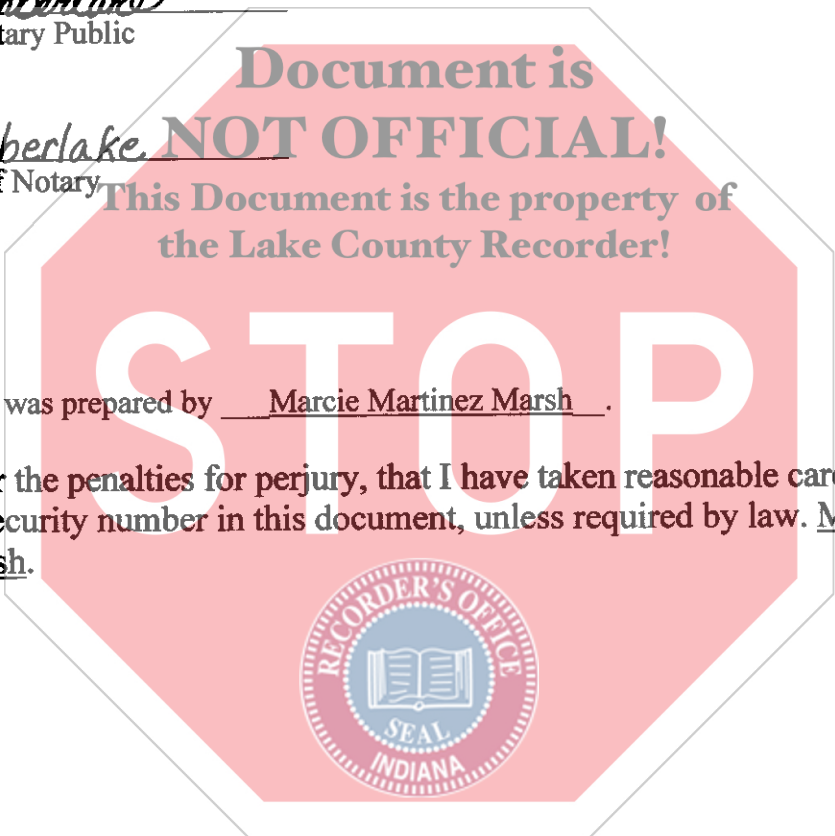 tary Public
Document is
berlake NOT OFFICIAL!
f Notary
This Document is the property of
the Lake County Recorder!
STOP
was prepared by Marcie Martinez Marsh.
r the penalties for perjury, that I have taken reasonable car
ecurity number in this document, unless required by law. M
sh.
RECORDER'S OFFICE
SEAL
INDIANA